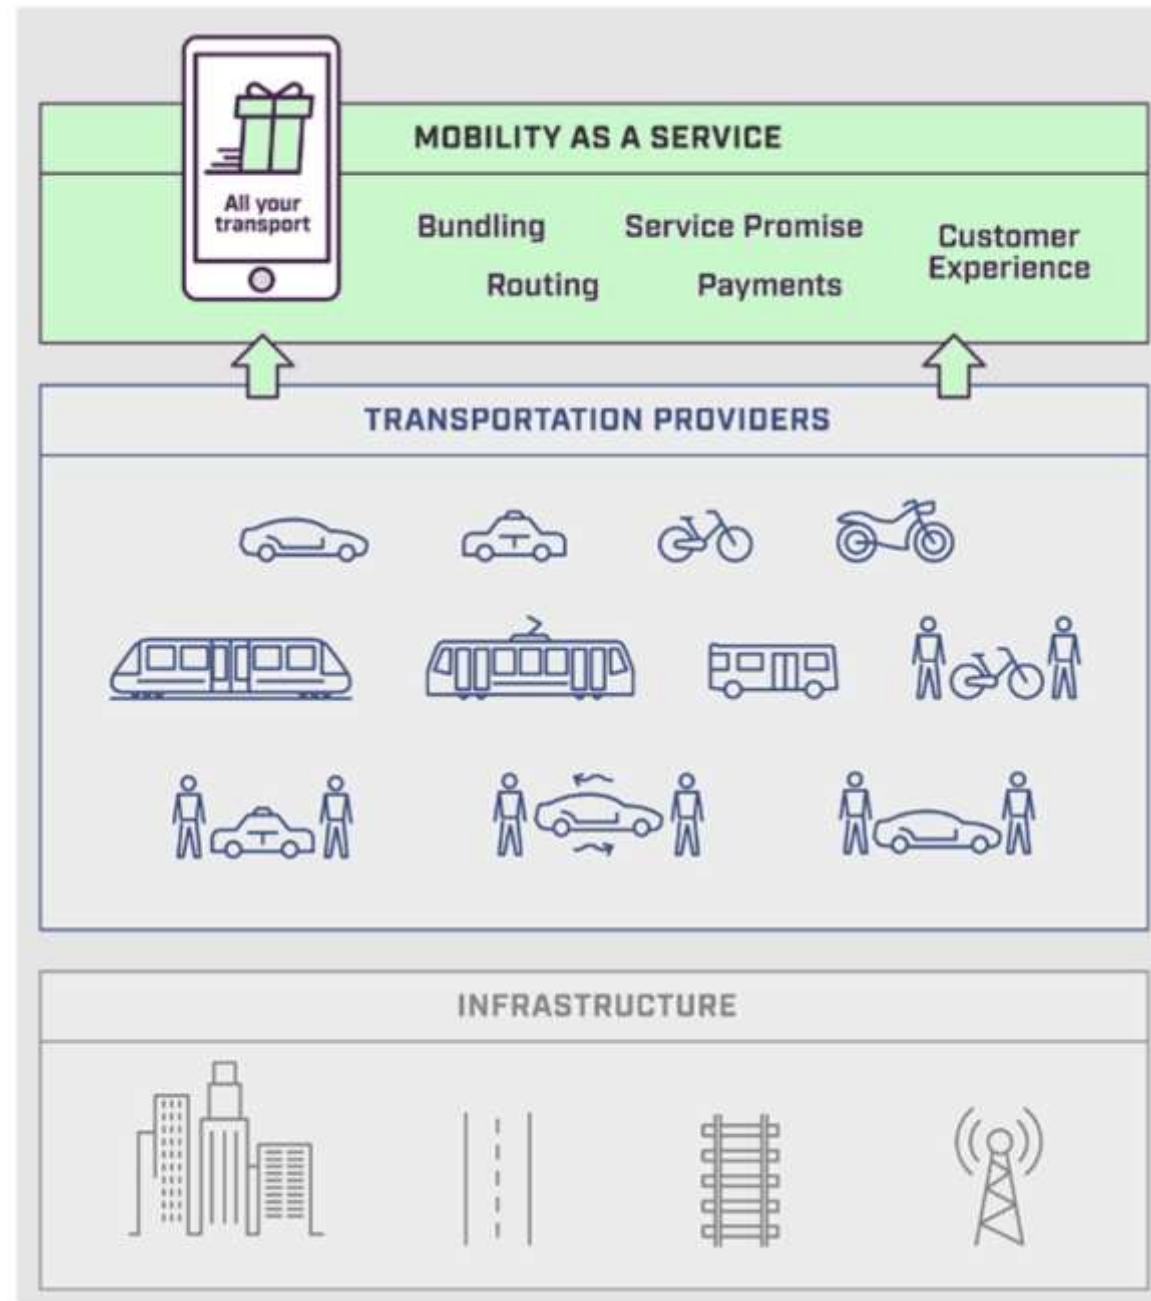 MOBILITY AS A SERVICE
All your
transport
Bundling
Service Promise
Customer
Experience
Routing
Payments
TRANSPORTATION PROVIDERS
T
T
INFRASTRUCTURE